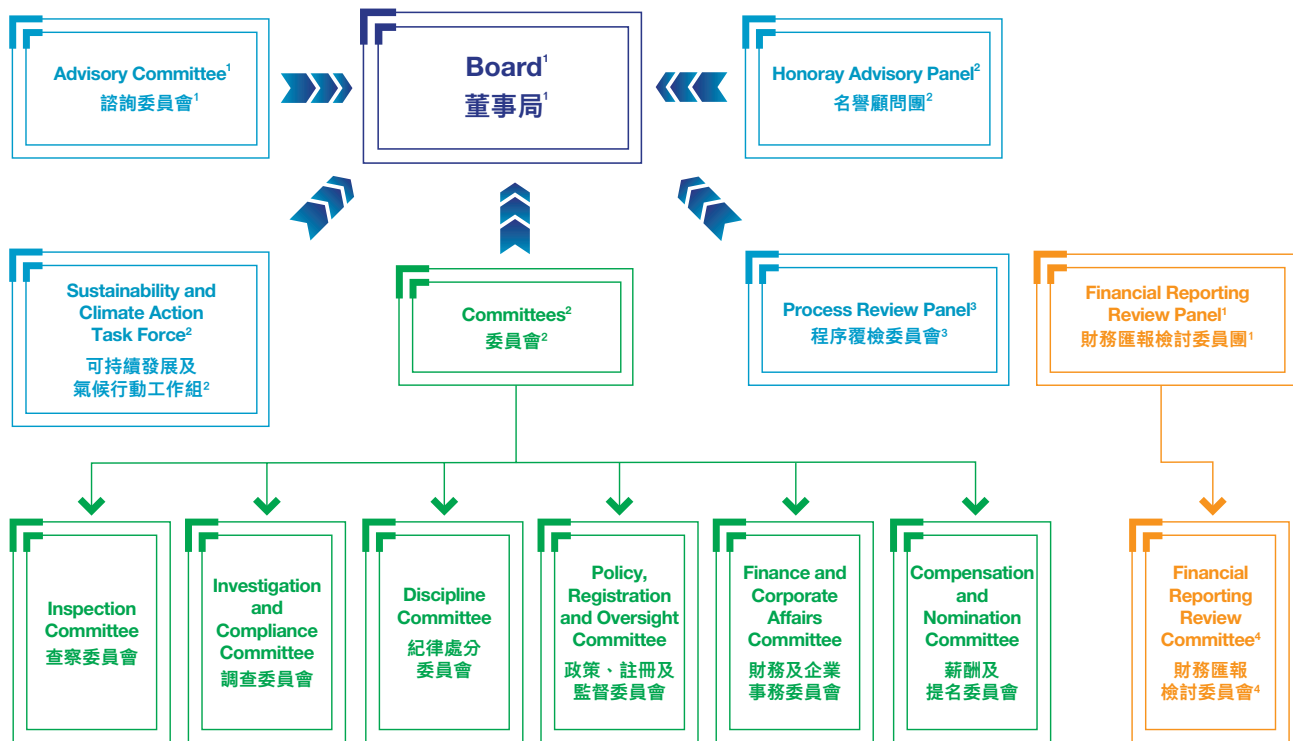 Advisory Committee¹
諮詢委員會¹
Board¹
董事局¹
Honoray Advisory Panel²
名譽顧問團²
Sustainability and
Climate Action
Task Force²
可持續發展及
氣候行動工作組²
Committees²
委員會²
Process Review Panel³
程序覆檢委員會³
Financial Reporting
Review Panel¹
財務匯報檢討委員團¹
Inspection
Committee
查察委員會
Investigation
and
Compliance
Committee
調查委員會
Discipline
Committee
紀律處分
委員會
Policy,
Registration
and Oversight
Committee
政策、註冊及
監督委員會
Finance and
Corporate
Affairs
Committee
財務及企業
事務委員會
Compensation
and
Nomination
Committee
薪酬及
提名委員會
Financial
Reporting
Review
Committee⁴
財務匯報
檢討委員會⁴